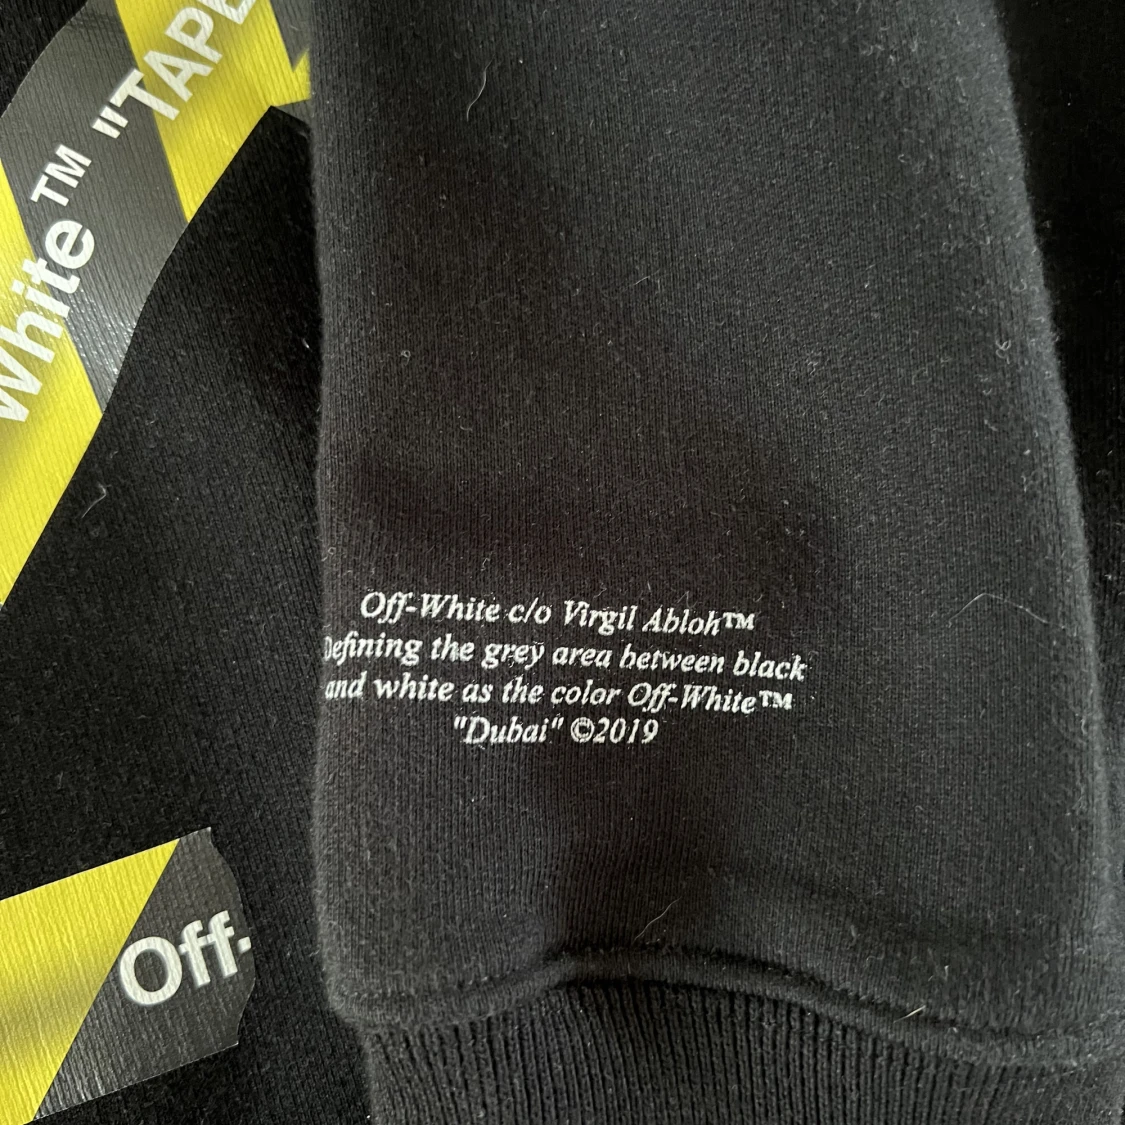 White™ "TAPE
Off-White c/o Virgil Abloh™
Defining the grey area between black
and white as the color Off-White™
"Dubai" ©2019
Off-